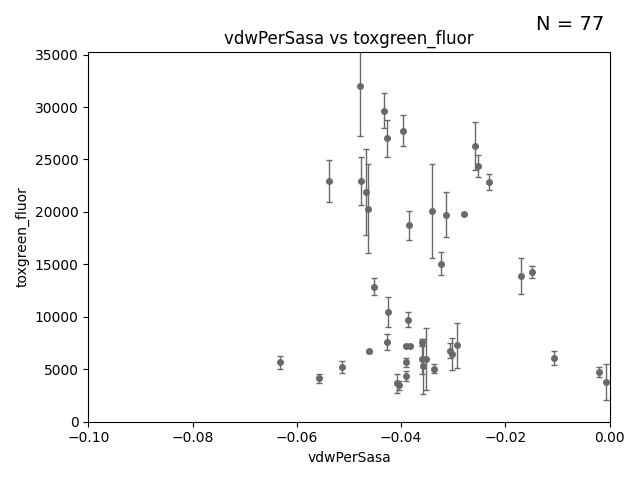 N = 77
vdwPerSasa vs toxgreen_fluor
toxgreen_fluor
35000
30000
25000
20000
15000
10000
5000
0
−0.10 −0.08 −0.06 −0.04 −0.02 0.00
vdwPerSasa